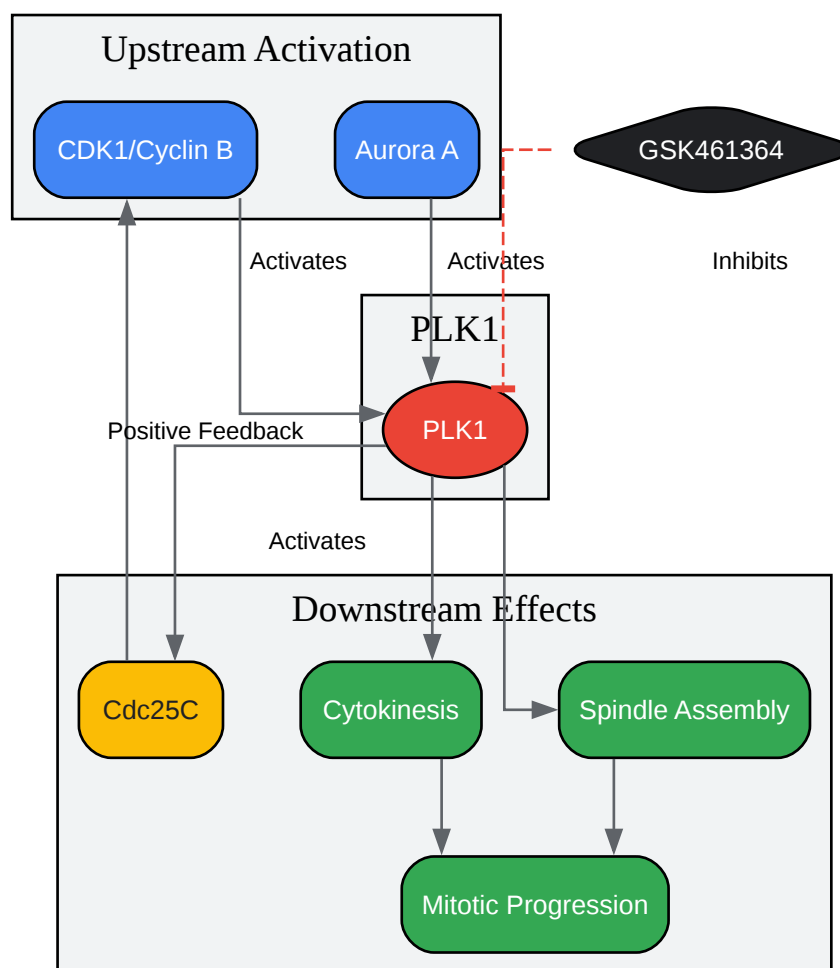 Upstream Activation
CDK1/Cyclin B
Aurora A
GSK461364
Activates
Activates
Inhibits
PLK1
PLK1
Positive Feedback
Activates
Downstream Effects
Cdc25C
Cytokinesis
Spindle Assembly
Mitotic Progression